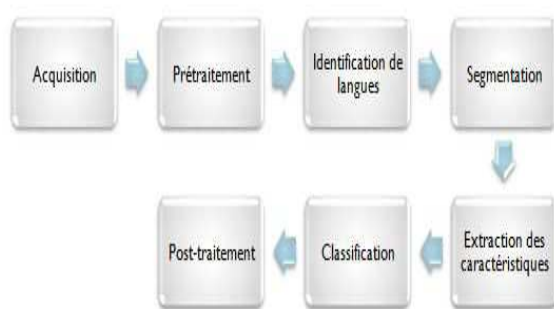 Acquisition
Prétraitement
Identification de
langues
Segmentation
Extraction des
caractéristiques
Classification
Post-traitement